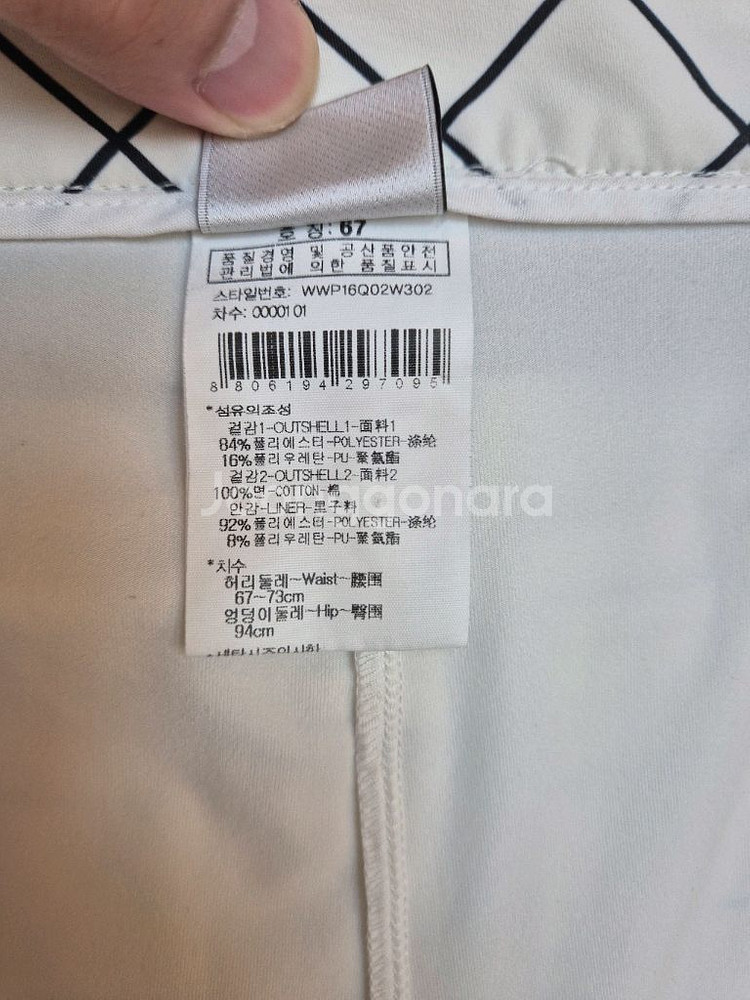 호 칭: 67
품질경영 및 공산품안전
관리법에 의한 품질표시
스타일번호: WWP16Q02W302
차수: 0000101
8 806194 297095
*섬유의조성
겉감1-OUTSHELL1-面料1
84%폴리에스터-POLYESTER-涤纶
16%폴리우레탄-PU-聚氨酯
겉감2-OUTSHELL2-面料2
100%면-COTTON-棉
안감-LINER-里子料
92%폴리에스터-POLYESTER-涤纶
8%폴리우레탄-PU-聚氨酯
*치수
허리둘레~Waist~腰围
67~73cm
엉덩이둘레~Hip~臀围
94cm
Joonggonara